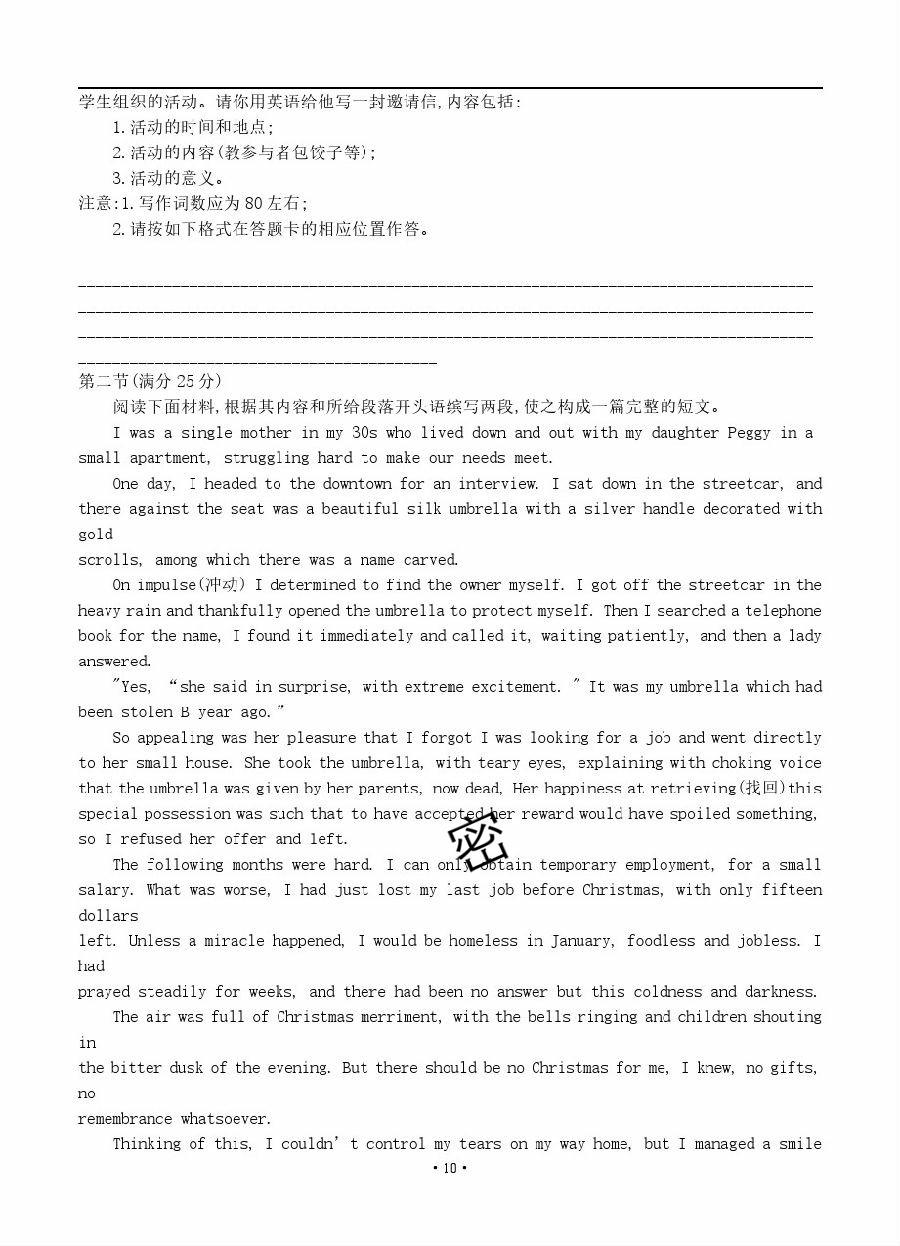 学生组织的活动。请你用英语给他写一封邀请信,内容包括:
1.活动的时间和地点;
2.活动的内容(教参与者包饺子等);
3.活动的意义。
注意:1.写作词数应为80左右;
2.请按如下格式在答题卡的相应位置作答。
第二节(满分25分)
阅读下面材料,根据其内容和所给段落开头语缤写两段,使之构成一篇完整的短文。
I was a single mother in my 30s who lived down and out with my daughter Peggy in a
small apartment, struggling hard to make our needs meet.
One day, I headed to the downtown for an interview. I sat down in the streetcar, and
there against the seat was a beautiful silk umbrella with a silver handle decorated with
gold
scrolls, among which there was a name carved.
On impulse(冲动) I determined to find the owner myself. I got off the streetcar in the
heavy rain and thankfully opened the umbrella to protect myself. Then I searched a telephone
book for the name, I found it immediately and called it, waiting patiently, and then a lady
answered.
"Yes, “she said in surprise, with extreme excitement. " It was my umbrella which had
been stolen B year ago."
So appealing was her pleasure that I forgot I was looking for a job and went directly
to her small house. She took the umbrella, with teary eyes, explaining with choking voice
that the umbrella was given by her parents, now dead, Her happiness at retrieving(找回)this
special possession was such that to have accepted her reward would have spoiled something,
so I refused her offer and left.
密
The following months were hard. I can only obtain temporary employment, for a small
salary. What was worse, I had just lost my last job before Christmas, with only fifteen
dollars
left. Unless a miracle happened, I would be homeless in January, foodless and jobless. I
had
prayed steadily for weeks, and there had been no answer but this coldness and darkness.
The air was full of Christmas merriment, with the bells ringing and children shouting
in
the bitter dusk of the evening. But there should be no Christmas for me, I knew, no gifts,
no
remembrance whatsoever.
Thinking of this, I couldn’t control my tears on my way home, but I managed a smile
·10·